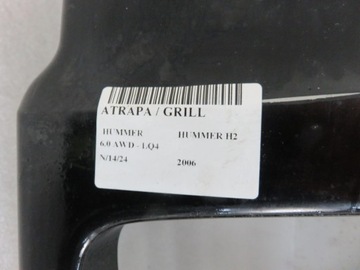 ATRAPA / GRILL
HUMMER HUMMER H2
6.0 AWD - LQ4
N/14/24 2006